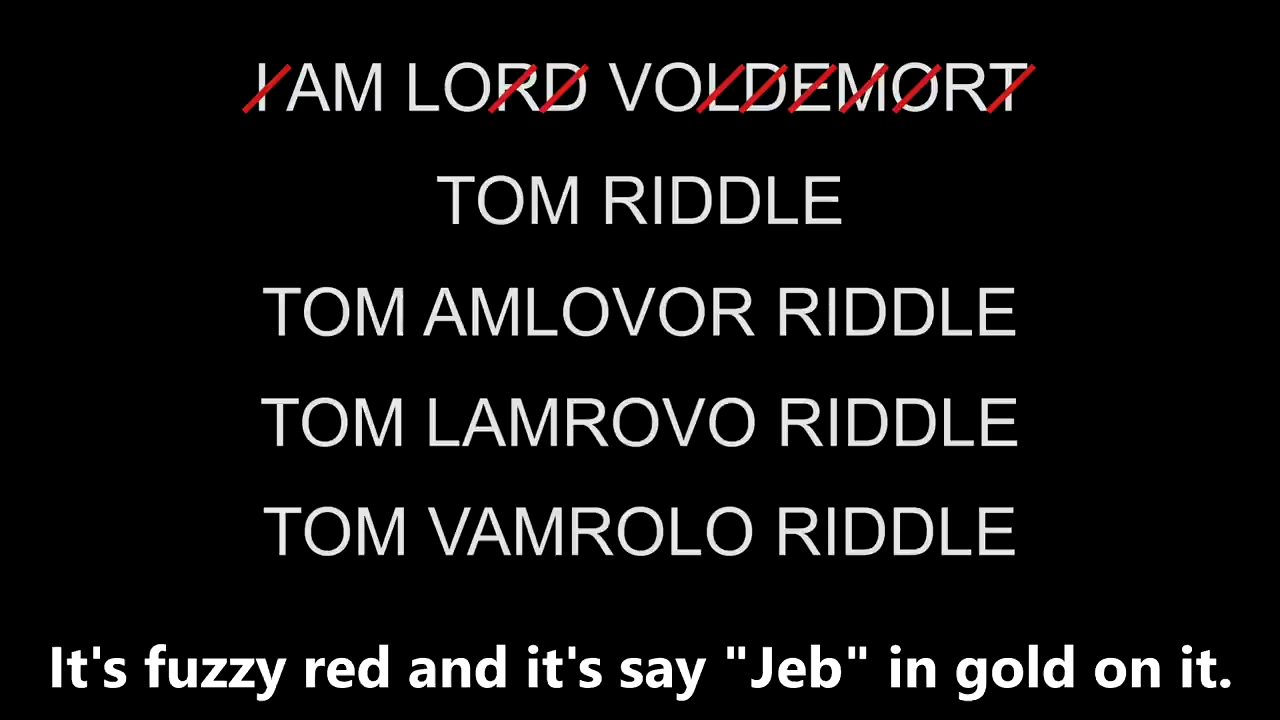 I AM LORD VOLDEMORT
TOM RIDDLE
TOM AMLOVOR RIDDLE
TOM LAMROVO RIDDLE
TOM VAMROLO RIDDLE
It's fuzzy red and it's say "Jeb" in gold on it.